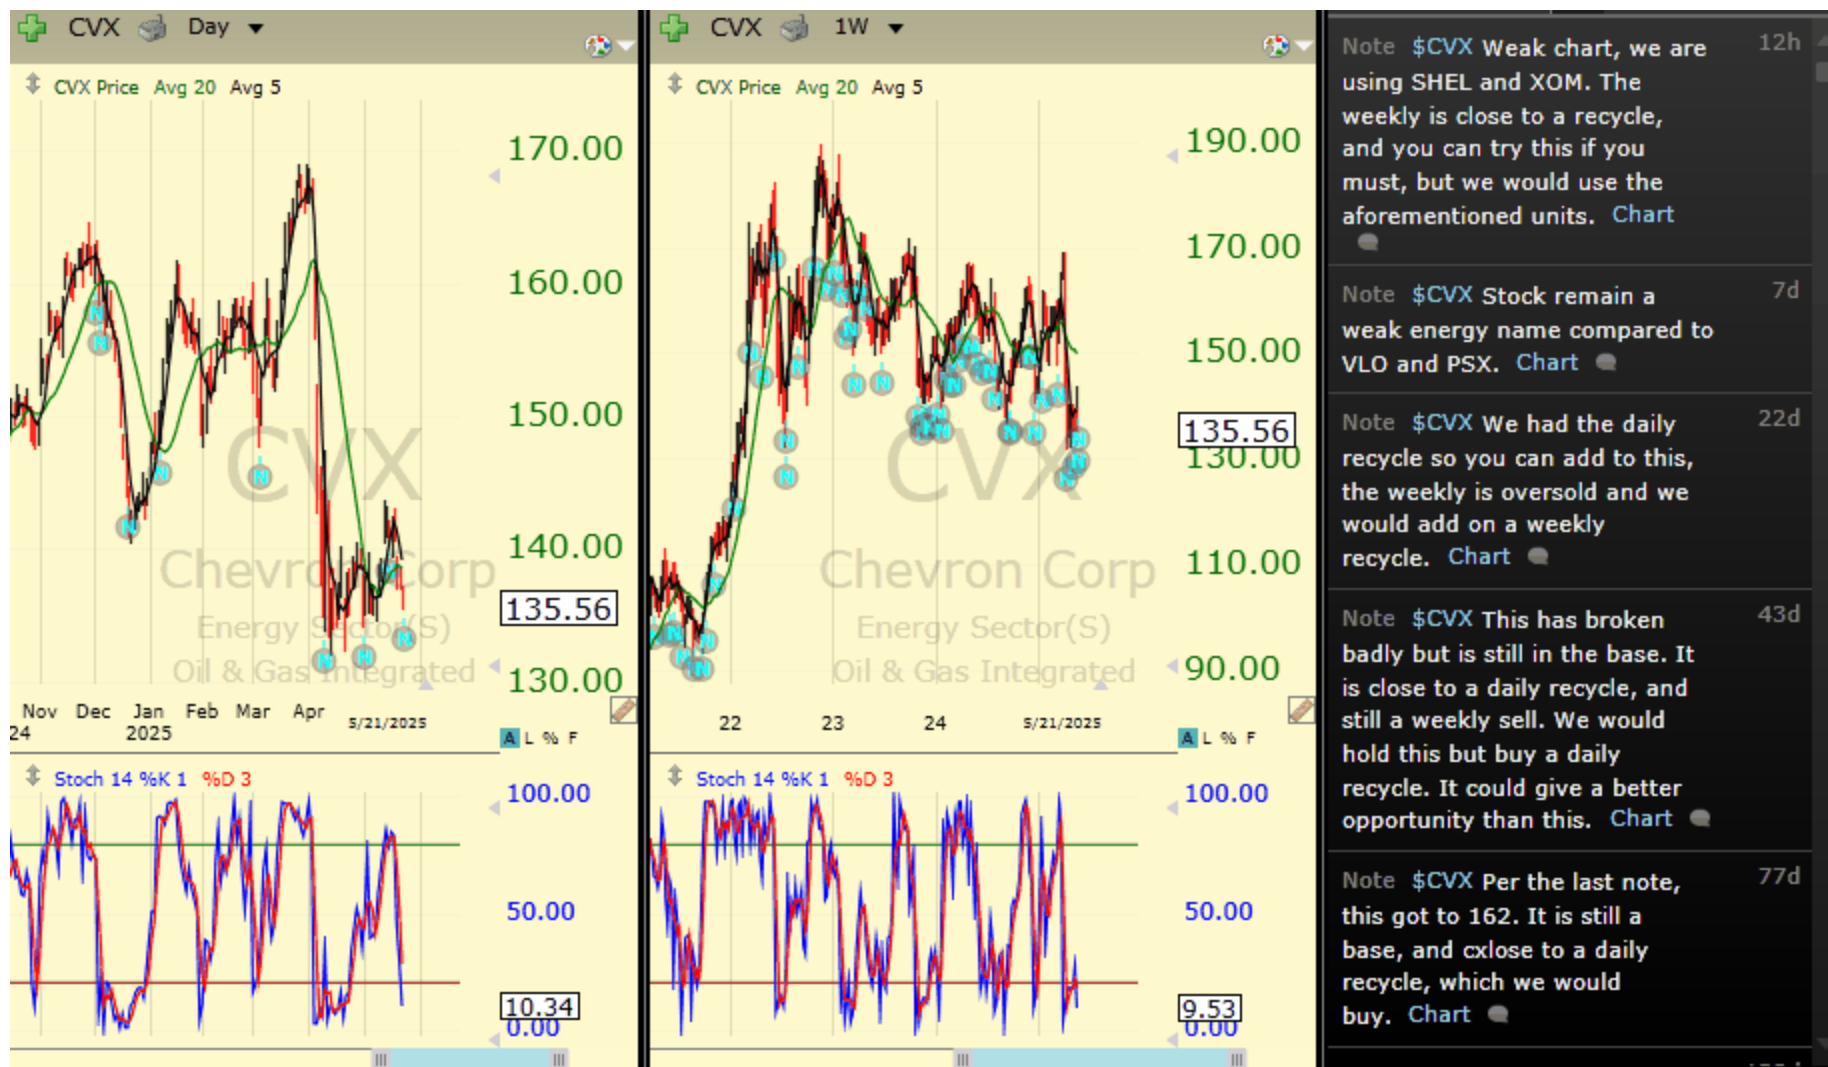 CVX Day
CVX Price Avg 20 Avg 5
170.00
160.00
150.00
140.00
135.56
130.00
CVX
Chevron Corp
Energy Sector(S)
Oil & Gas Integrated
Nov Dec Jan Feb Mar Apr 5/21/2025
24 2025
A L % F
Stoch 14 %K 1 %D 3
100.00
50.00
10.34
0.00
CVX 1W
CVX Price Avg 20 Avg 5
190.00
170.00
150.00
135.56
130.00
110.00
90.00
CVX
Chevron Corp
Energy Sector(S)
Oil & Gas Integrated
22 23 24 5/21/2025
A L % F
Stoch 14 %K 1 %D 3
100.00
50.00
9.53
0.00
Note $CVX Weak chart, we are 12h
using SHEL and XOM. The
weekly is close to a recycle,
and you can try this if you
must, but we would use the
aforementioned units. Chart
Note $CVX Stock remain a 7d
weak energy name compared to
VLO and PSX. Chart
Note $CVX We had the daily 22d
recycle so you can add to this,
the weekly is oversold and we
would add on a weekly
recycle. Chart
Note $CVX This has broken 43d
badly but is still in the base. It
is close to a daily recycle, and
still a weekly sell. We would
hold this but buy a daily
recycle. It could give a better
opportunity than this. Chart
Note $CVX Per the last note, 77d
this got to 162. It is still a
base, and cxlose to a daily
recycle, which we would
buy. Chart